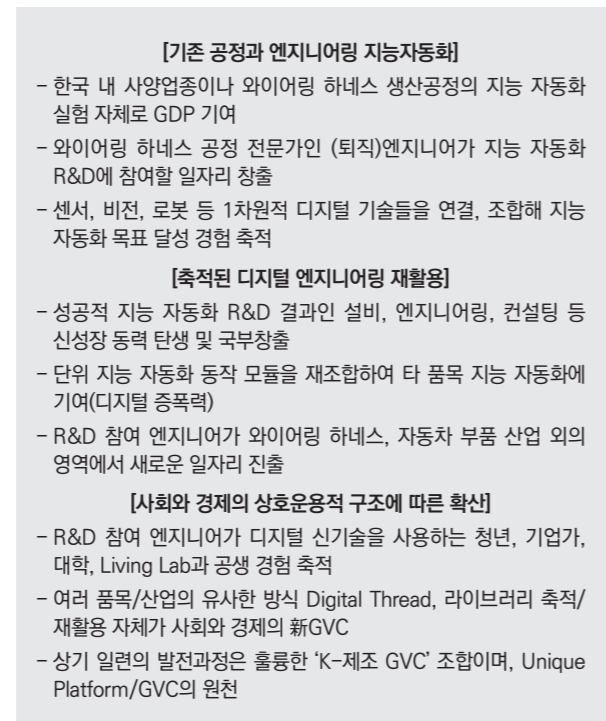 [기존 공정과 엔지니어링 지능자동화]
- 한국 내 사양업종이나 와이어링 하네스 생산공정의 지능 자동화
실험 자체로 GDP 기여
- 와이어링 하네스 공정 전문가인 (퇴직)엔지니어가 지능 자동화
R&D에 참여할 일자리 창출
- 센서, 비전, 로봇 등 1차원적 디지털 기술들을 연결, 조합해 지능
자동화 목표 달성 경험 축적
[축적된 디지털 엔지니어링 재활용]
- 성공적 지능 자동화 R&D 결과인 설비, 엔지니어링, 컨설팅 등
신성장 동력 탄생 및 국부창출
- 단위 지능 자동화 동작 모듈을 재조합하여 타 품목 지능 자동화에
기여(디지털 증폭력)
- R&D 참여 엔지니어가 와이어링 하네스, 자동차 부품 산업 외의
영역에서 새로운 일자리 진출
[사회와 경제의 상호운용적 구조에 따른 확산]
- R&D 참여 엔지니어가 디지털 신기술을 사용하는 청년, 기업가,
대학, Living Lab과 공생 경험 축적
- 여러 품목/산업의 유사한 방식 Digital Thread, 라이브러리 축적/
재활용 자체가 사회와 경제의 新GVC
- 상기 일련의 발전과정은 훌륭한 ‘K-제조 GVC’ 조합이며, Unique
Platform/GVC의 원천